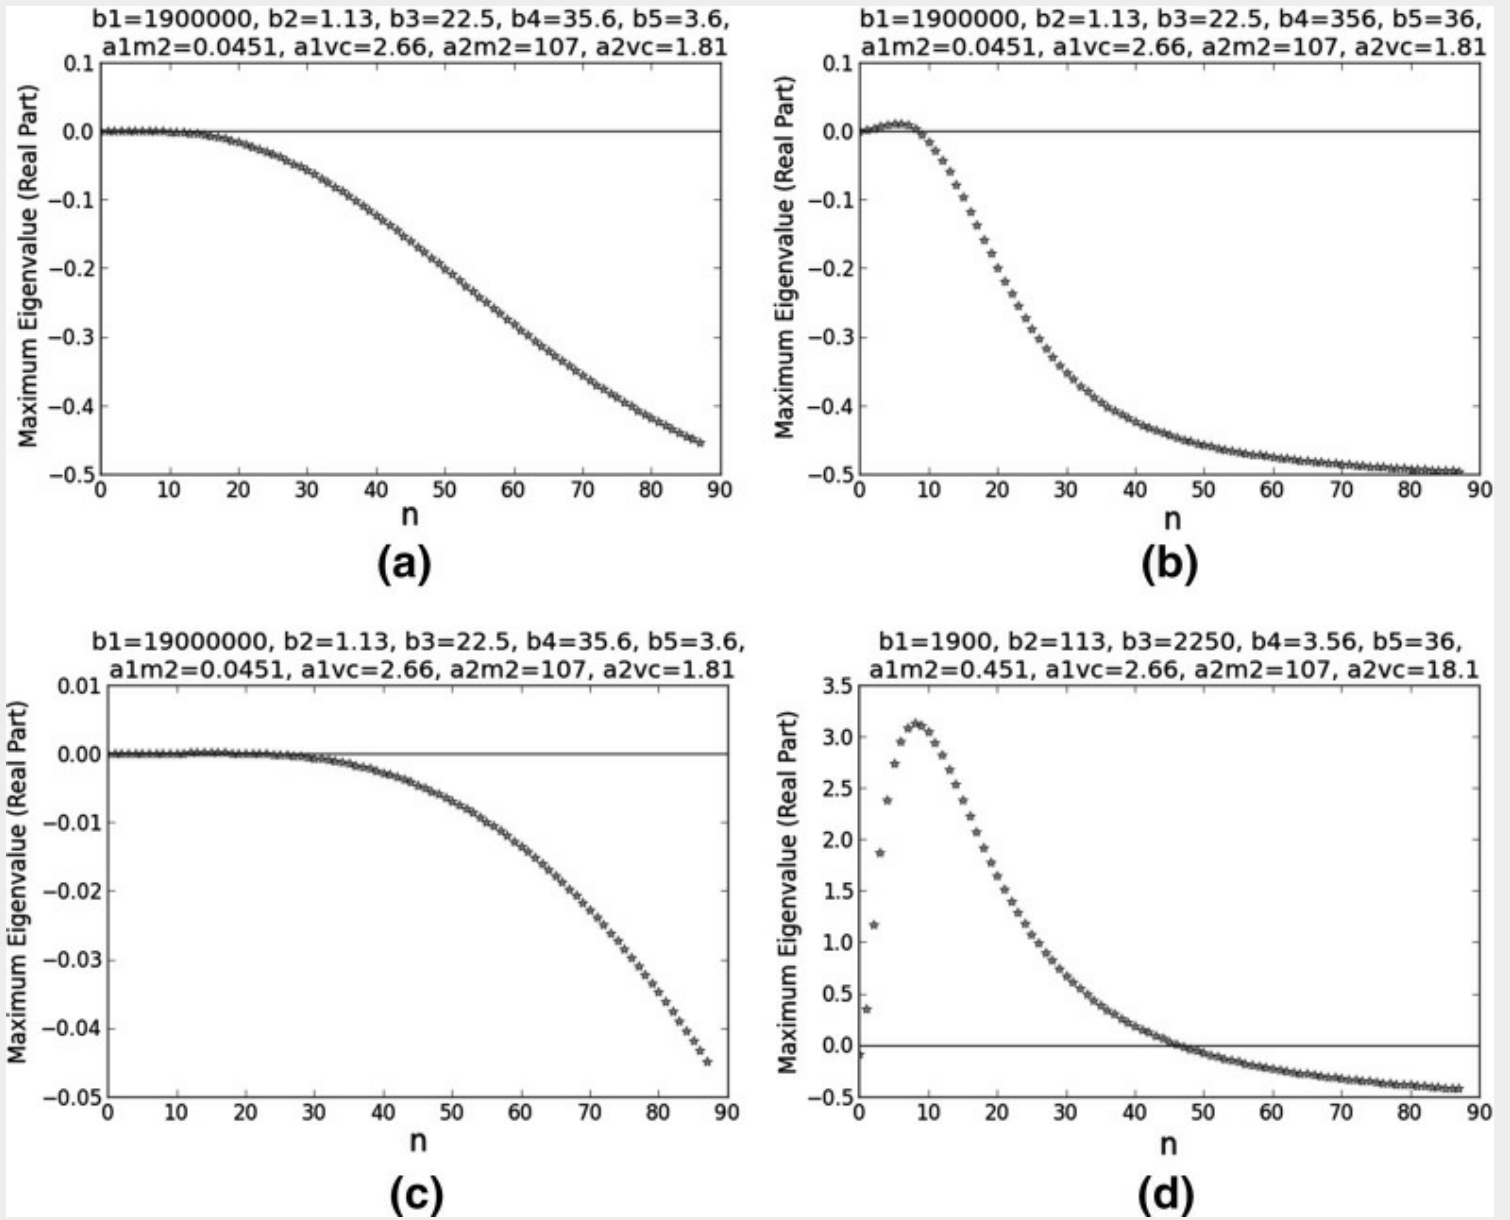 b1=1900000, b2=1.13, b3=22.5, b4=35.6, b5=3.6,
a1m2=0.0451, a1vc=2.66, a2m2=107, a2vc=1.81
0.1
0.0
−0.1
−0.2
−0.3
−0.4
−0.5
Maximum Eigenvalue (Real Part)
0 10 20 30 40 50 60 70 80 90
n
(a)
b1=1900000, b2=1.13, b3=22.5, b4=356, b5=36,
a1m2=0.0451, a1vc=2.66, a2m2=107, a2vc=1.81
0.1
0.0
−0.1
−0.2
−0.3
−0.4
−0.5
Maximum Eigenvalue (Real Part)
0 10 20 30 40 50 60 70 80 90
n
(b)
b1=19000000, b2=1.13, b3=22.5, b4=35.6, b5=3.6,
a1m2=0.0451, a1vc=2.66, a2m2=107, a2vc=1.81
0.01
0.00
−0.01
−0.02
−0.03
−0.04
−0.05
Maximum Eigenvalue (Real Part)
0 10 20 30 40 50 60 70 80 90
n
(c)
b1=1900, b2=113, b3=2250, b4=3.56, b5=36,
a1m2=0.451, a1vc=2.66, a2m2=107, a2vc=18.1
3.5
3.0
2.5
2.0
1.5
1.0
0.5
0.0
−0.5
Maximum Eigenvalue (Real Part)
0 10 20 30 40 50 60 70 80 90
n
(d)